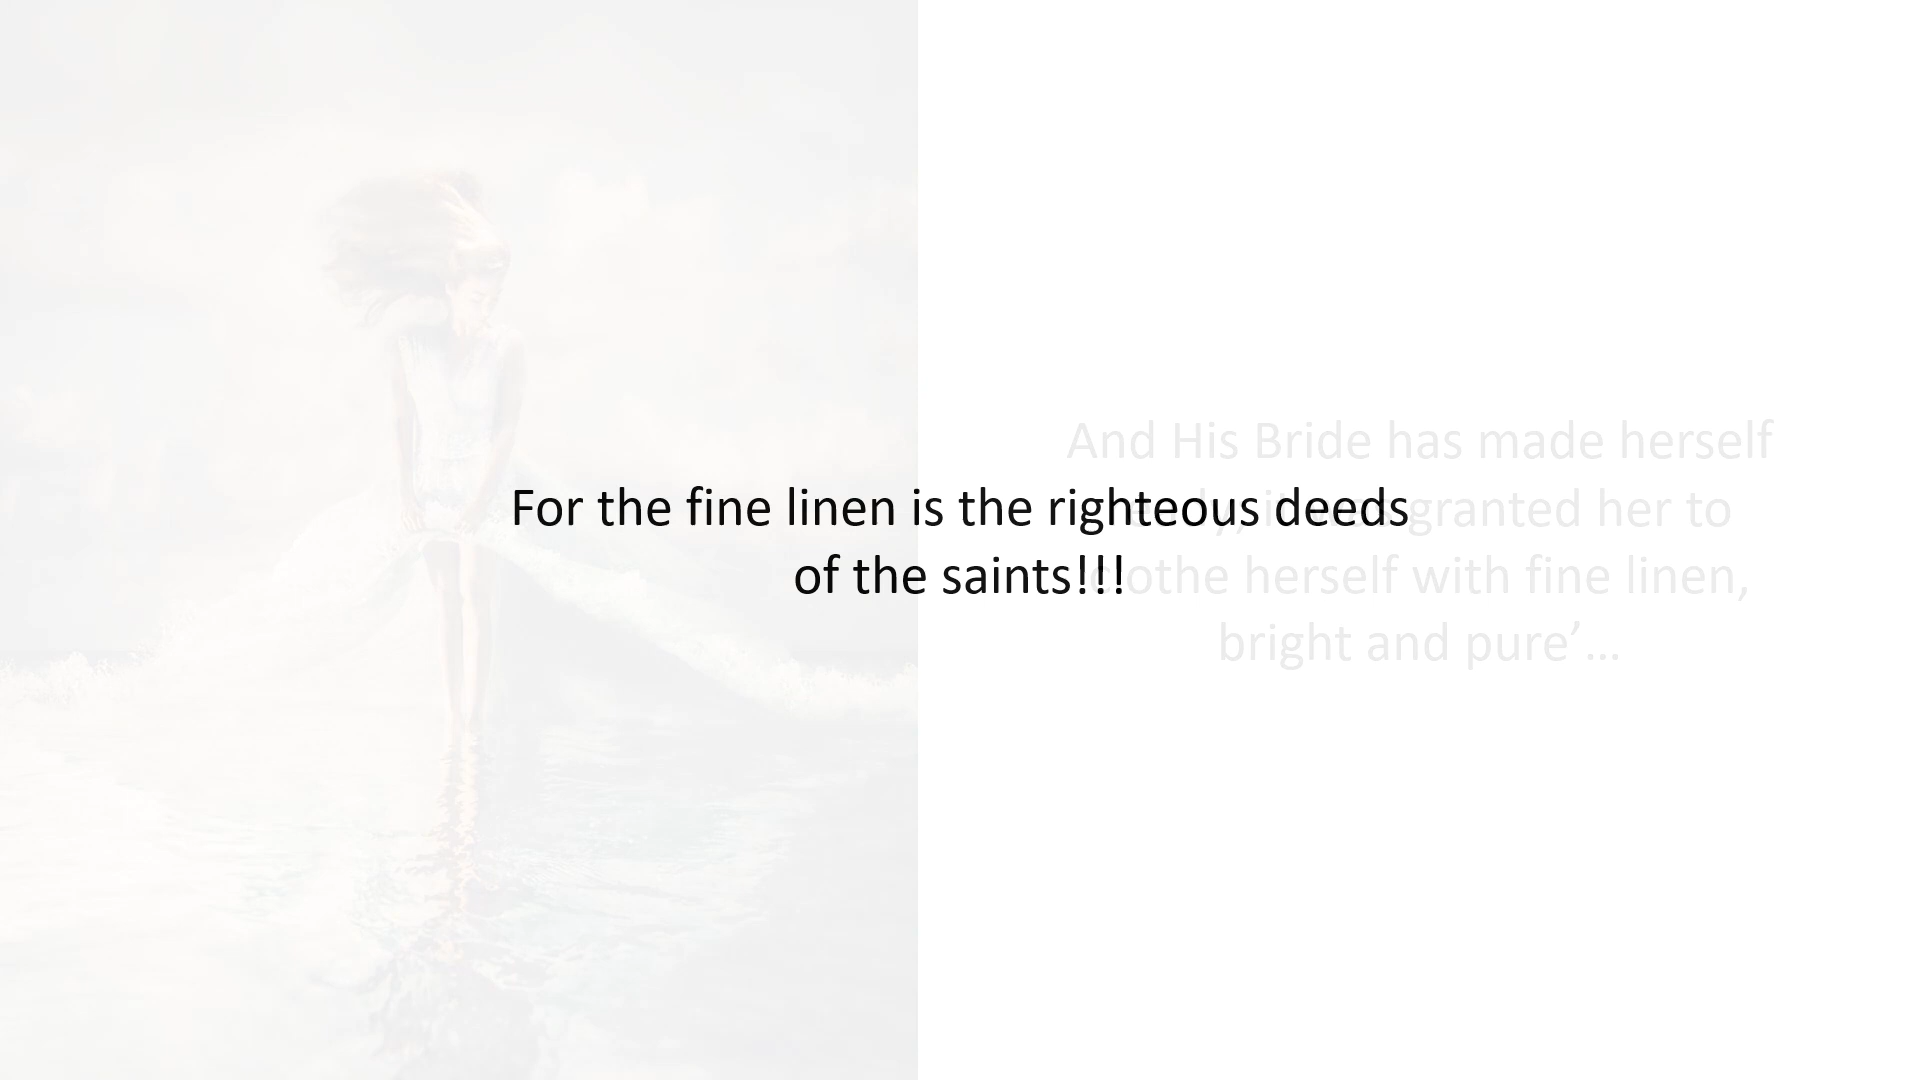 And His Bride has made herself
For the fine linen is the righteous deeds
granted her to
of the saints!!!
herself with fine linen,
bright and pure’...